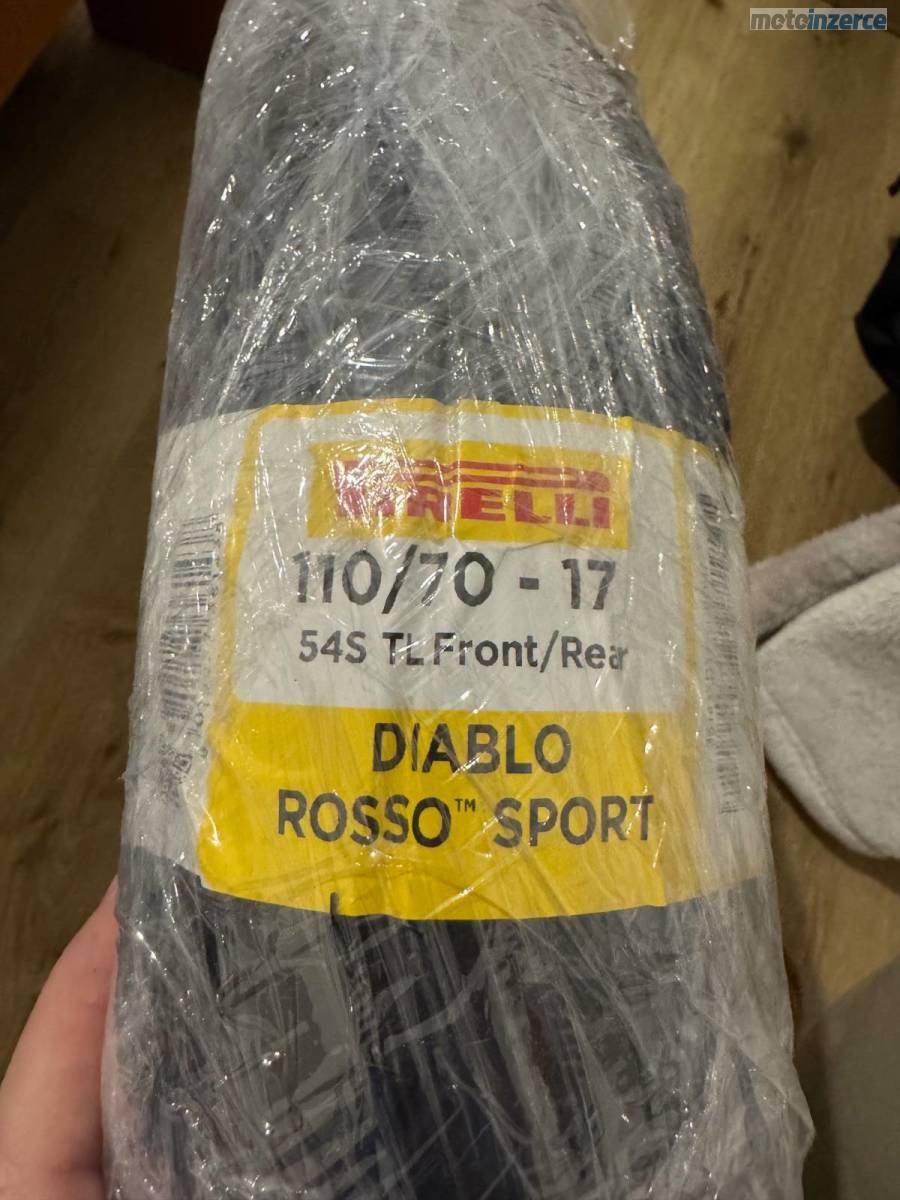 motoinzerce
PIRELLI
110/70 - 17
54S TL Front/Rear
DIABLO
ROSSO™ SPORT